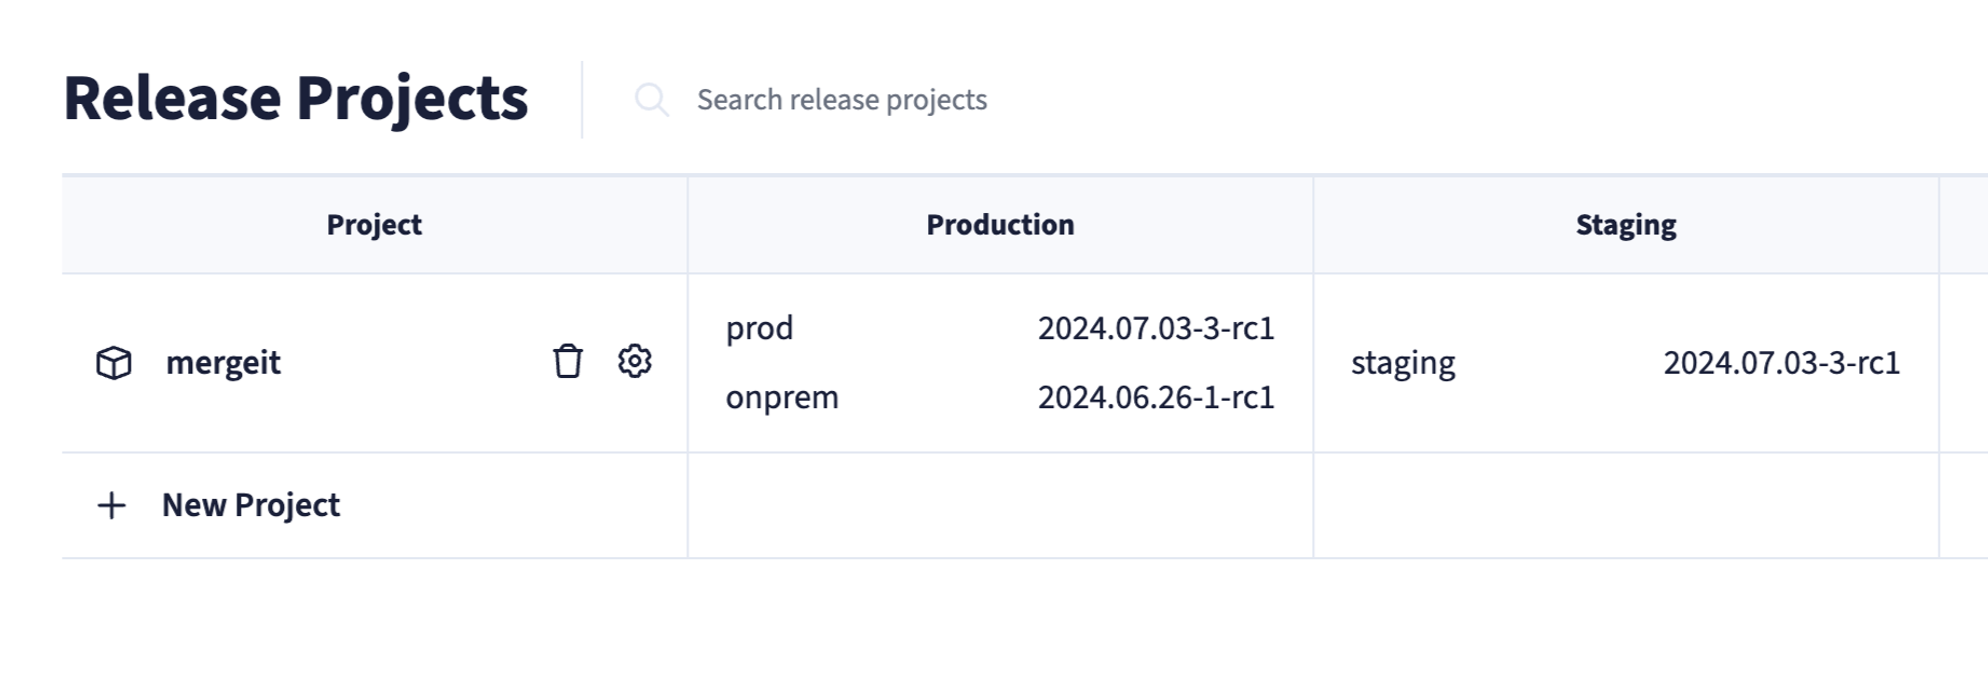 Release Projects
Search release projects
Project
Production
Staging
mergeit
prod 2024.07.03-3-rc1
onprem 2024.06.26-1-rc1
staging 2024.07.03-3-rc1
New Project